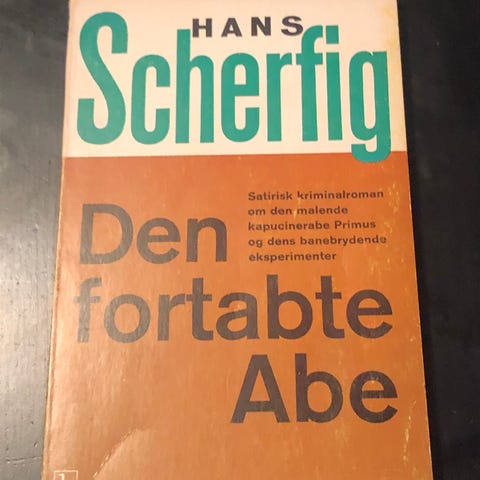 HANS
Scherfig
Satirisk kriminalroman
om den malende
kapucinerabe Primus
og dens banebrydende
eksperimenter
Den
fortabte
Abe